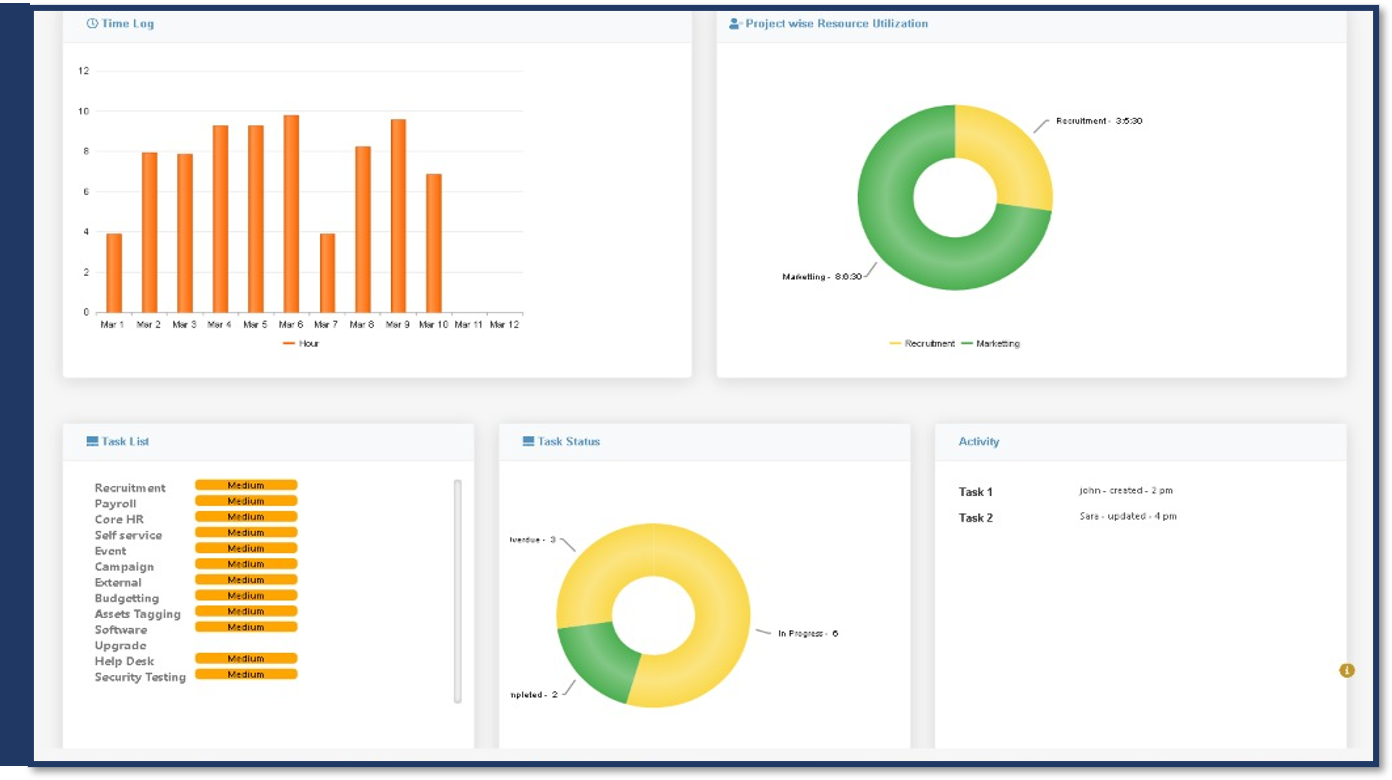 Time Log
12
10
8
6
4
2
0
Mar 1 Mar 2 Mar 3 Mar 4 Mar 5 Mar 6 Mar 7 Mar 8 Mar 9 Mar 10 Mar 11 Mar 12
Hour
Project wise Resource Utilization
Recruitment - 3:5:30
Marketting - 8:0:30
Recruitment Marketting
Task List
Recruitment Medium
Payroll Medium
Core HR Medium
Self service Medium
Event Medium
Campaign Medium
External Medium
Budgetting Medium
Assets Tagging Medium
Software Medium
Upgrade
Help Desk Medium
Security Testing Medium
Task Status
verdue - 3
In Progress - 6
mpleted - 2
Activity
Task 1 john - created - 2 pm
Task 2 Sara - updated - 4 pm
i